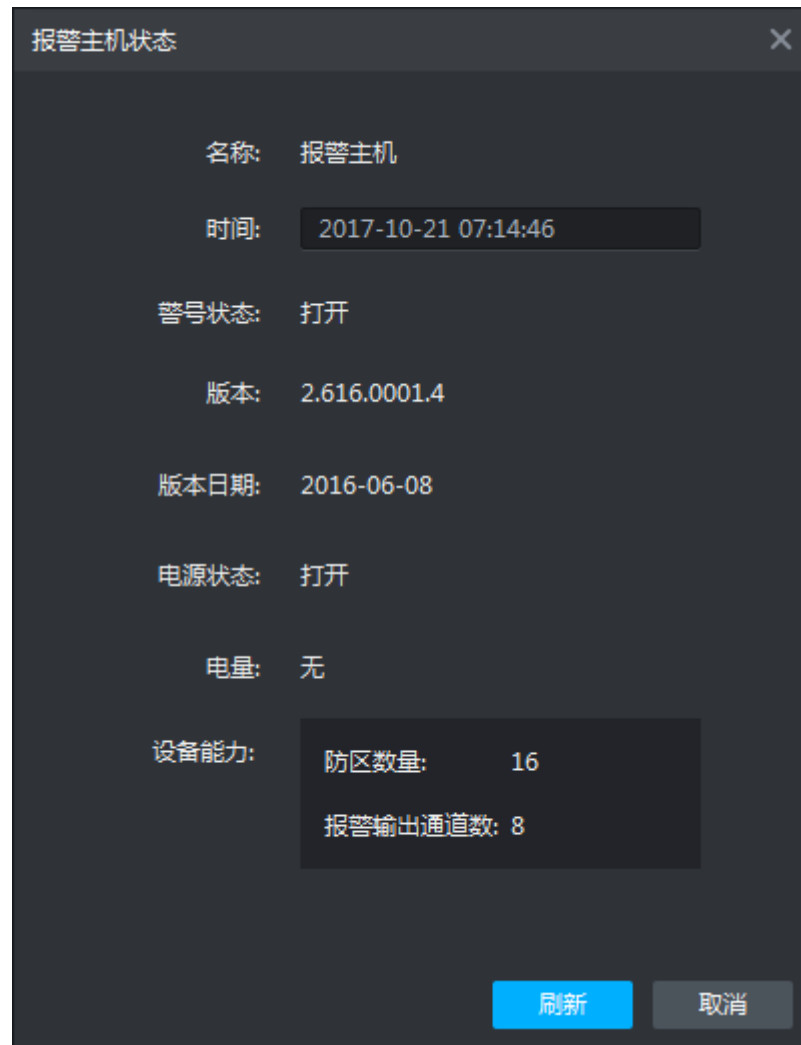 报警主机状态
名称: 报警主机
时间: 2017-10-21 07:14:46
警号状态: 打开
版本: 2.616.0001.4
版本日期: 2016-06-08
电源状态: 打开
电量: 无
设备能力: 防区数量: 16
报警输出通道数: 8
刷新 取消